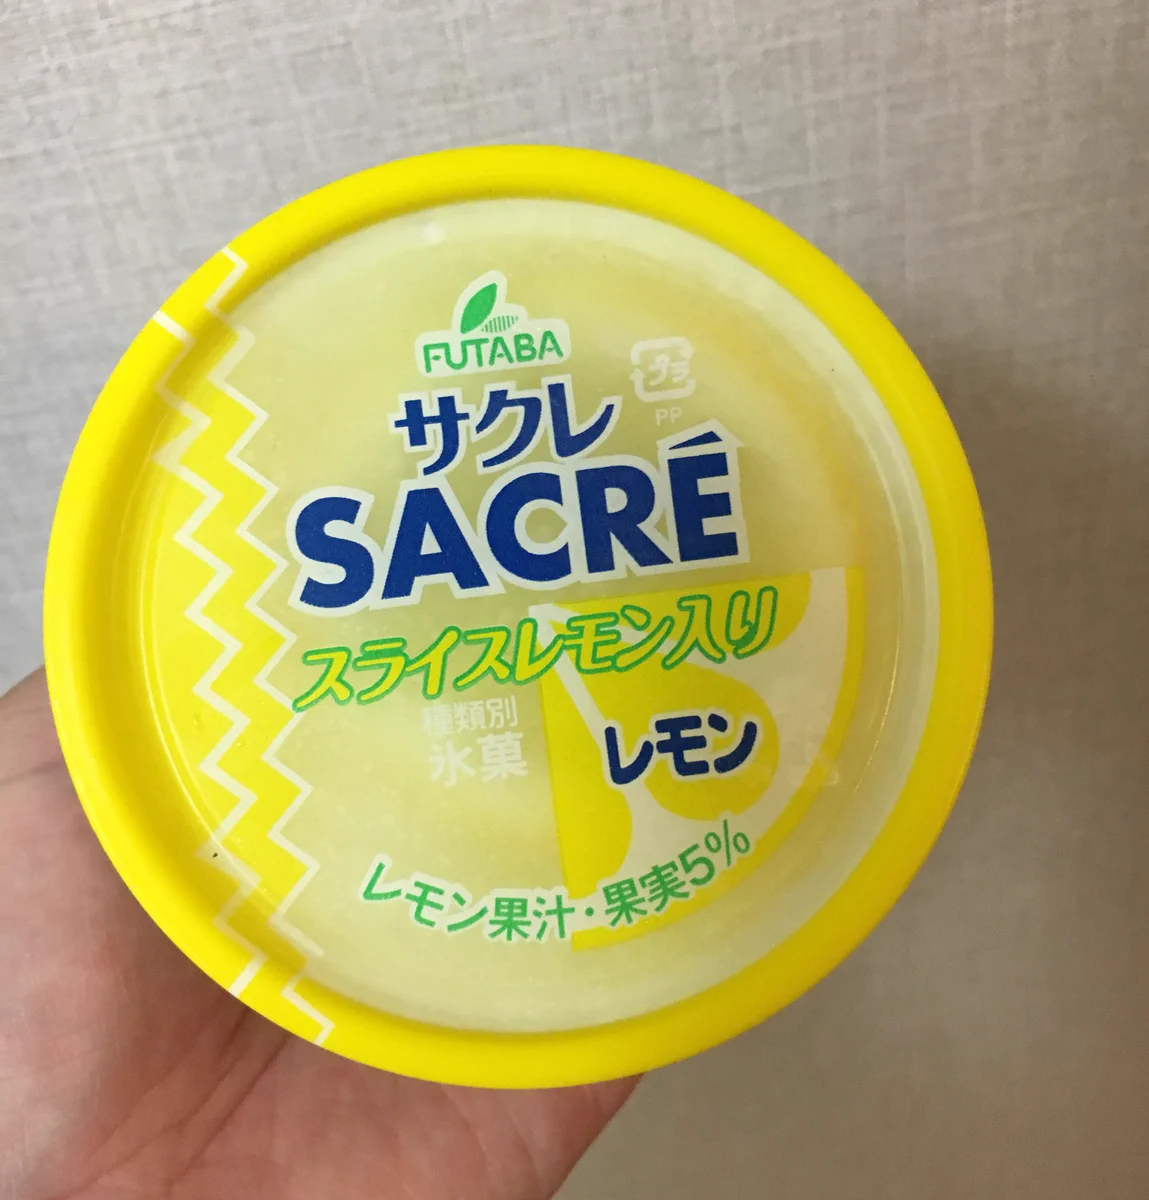 FUTABA
サクレ
プラ
PP
SACRÉ
スライスレモン入り
種類別
氷菓
レモン
レモン果汁・果実5%